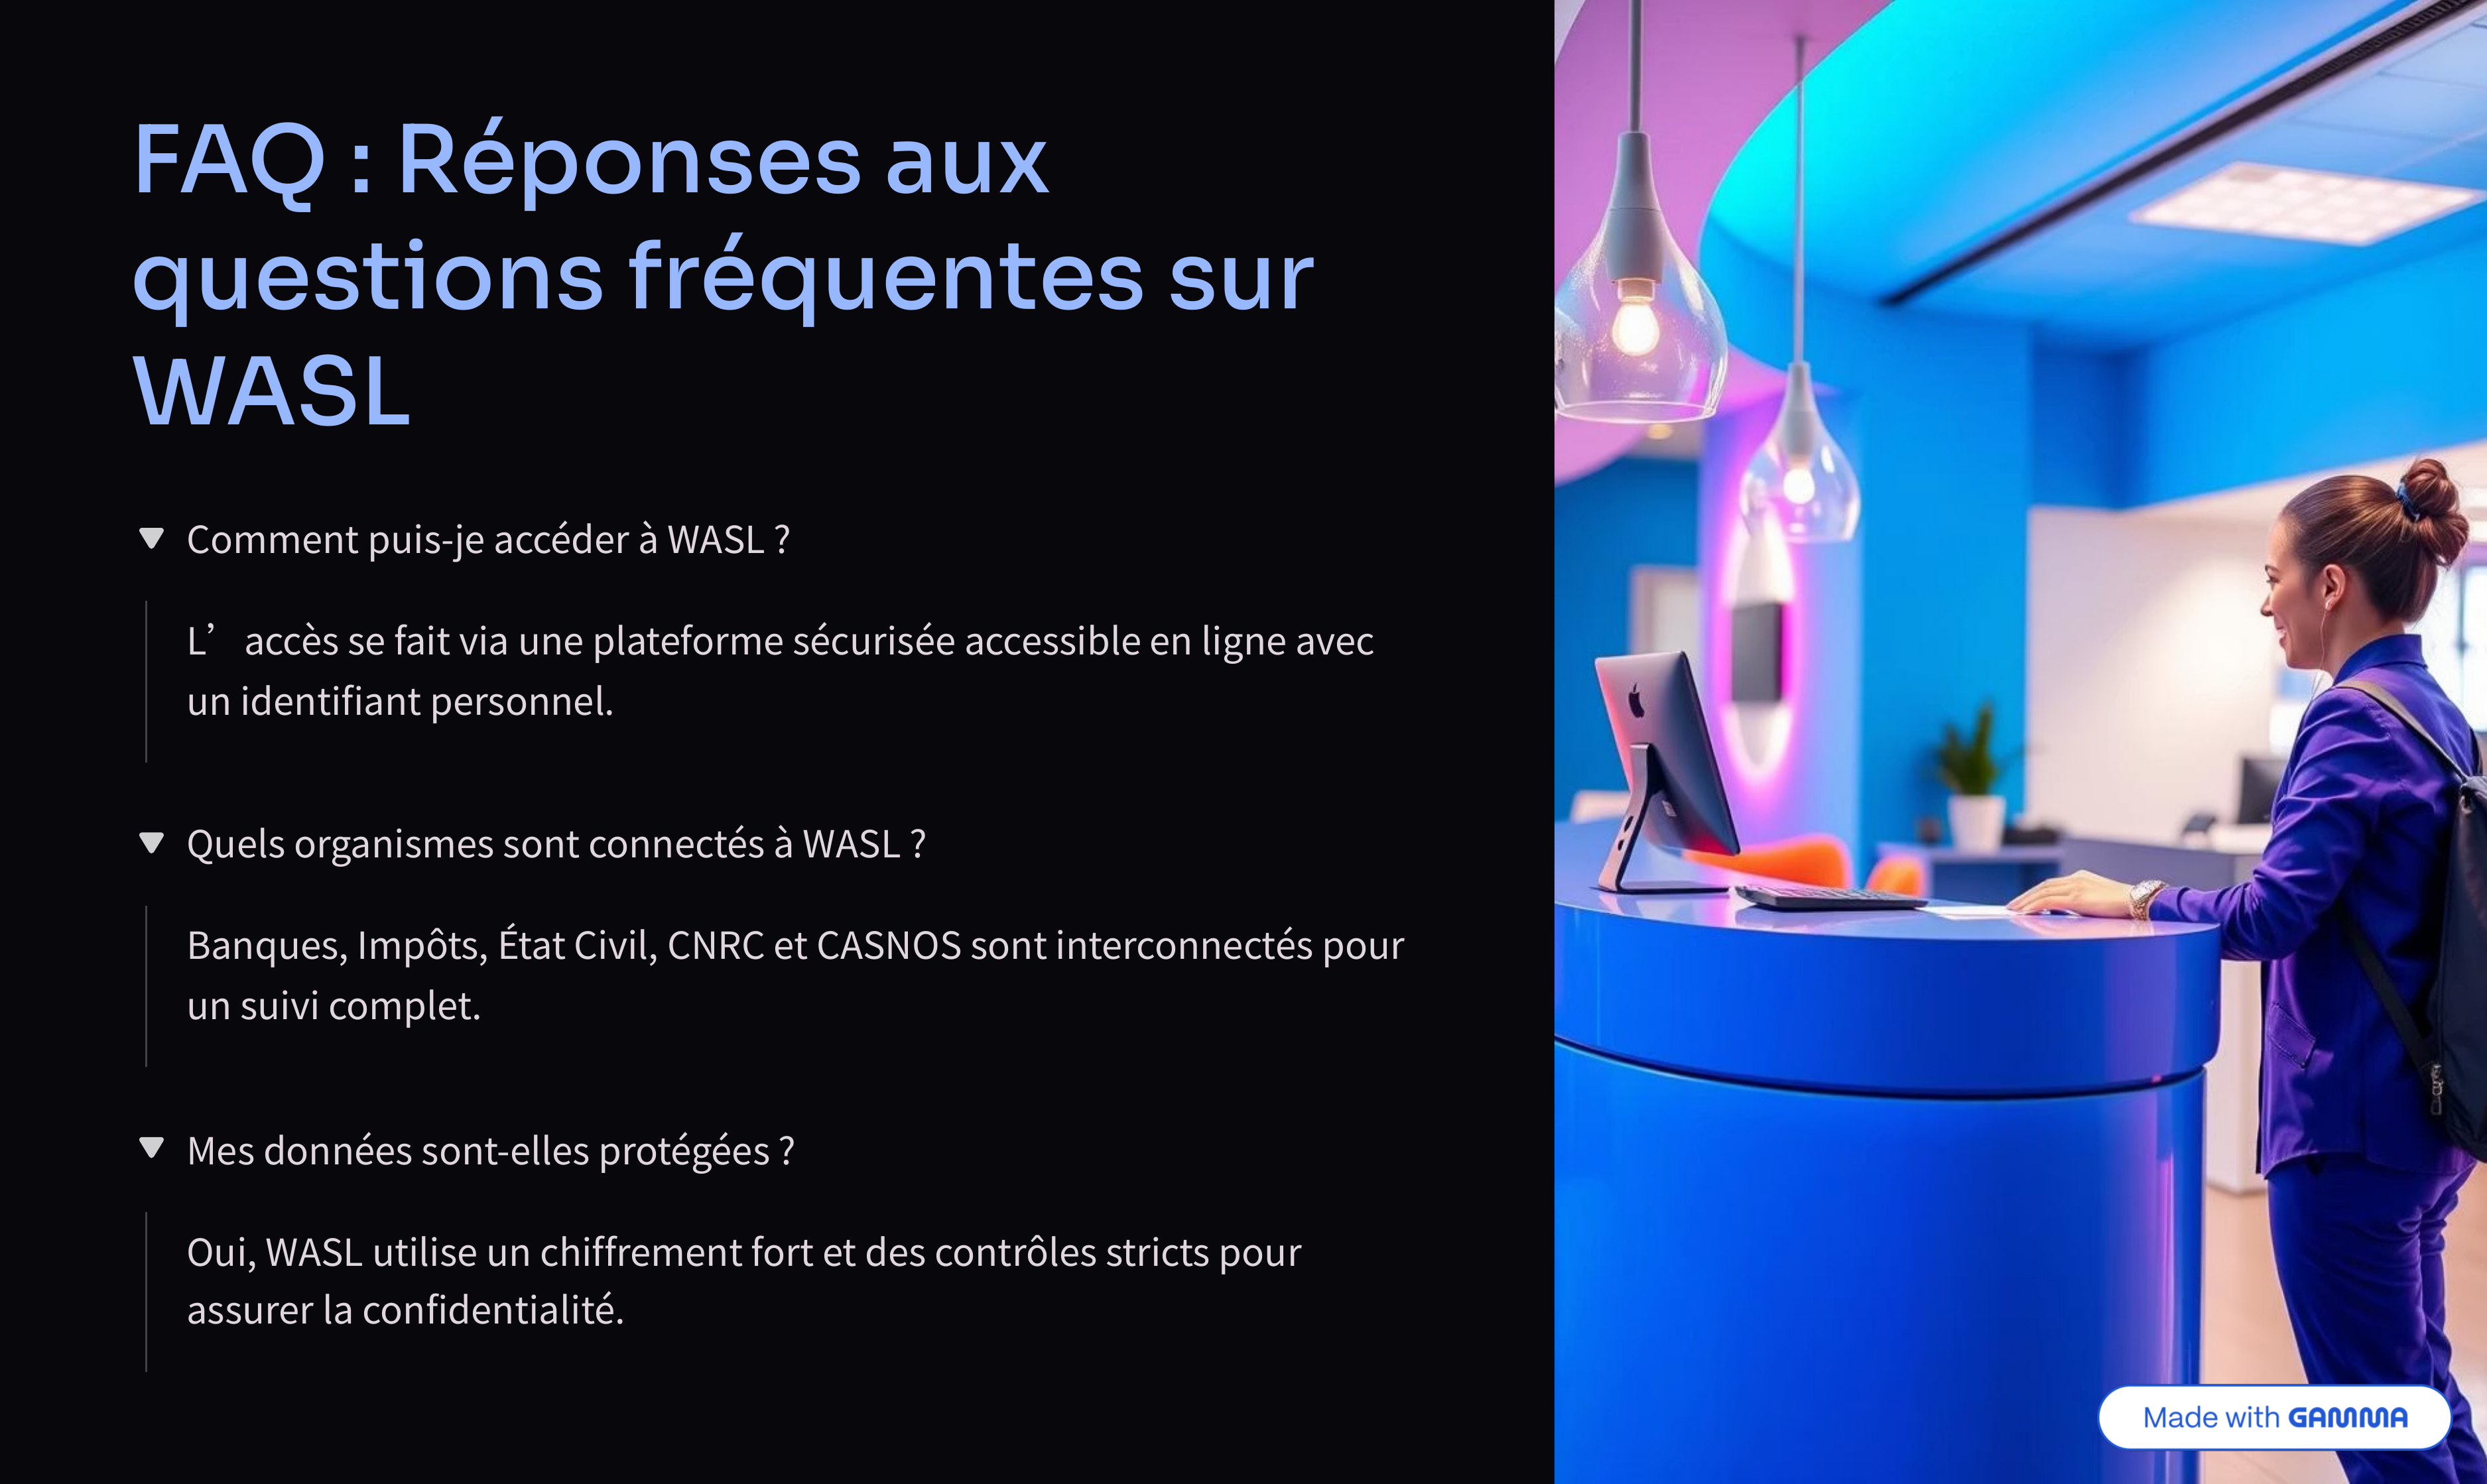 FAQ : Réponses aux
questions fréquentes sur
WASL
Comment puis-je accéder à WASL ?
L’accès se fait via une plateforme sécurisée accessible en ligne avec
un identifiant personnel.
Quels organismes sont connectés à WASL ?
Banques, Impôts, État Civil, CNRC et CASNOS sont interconnectés pour
un suivi complet.
Mes données sont-elles protégées ?
Oui, WASL utilise un chiffrement fort et des contrôles stricts pour
assurer la confidentialité.
Made with GAMMA